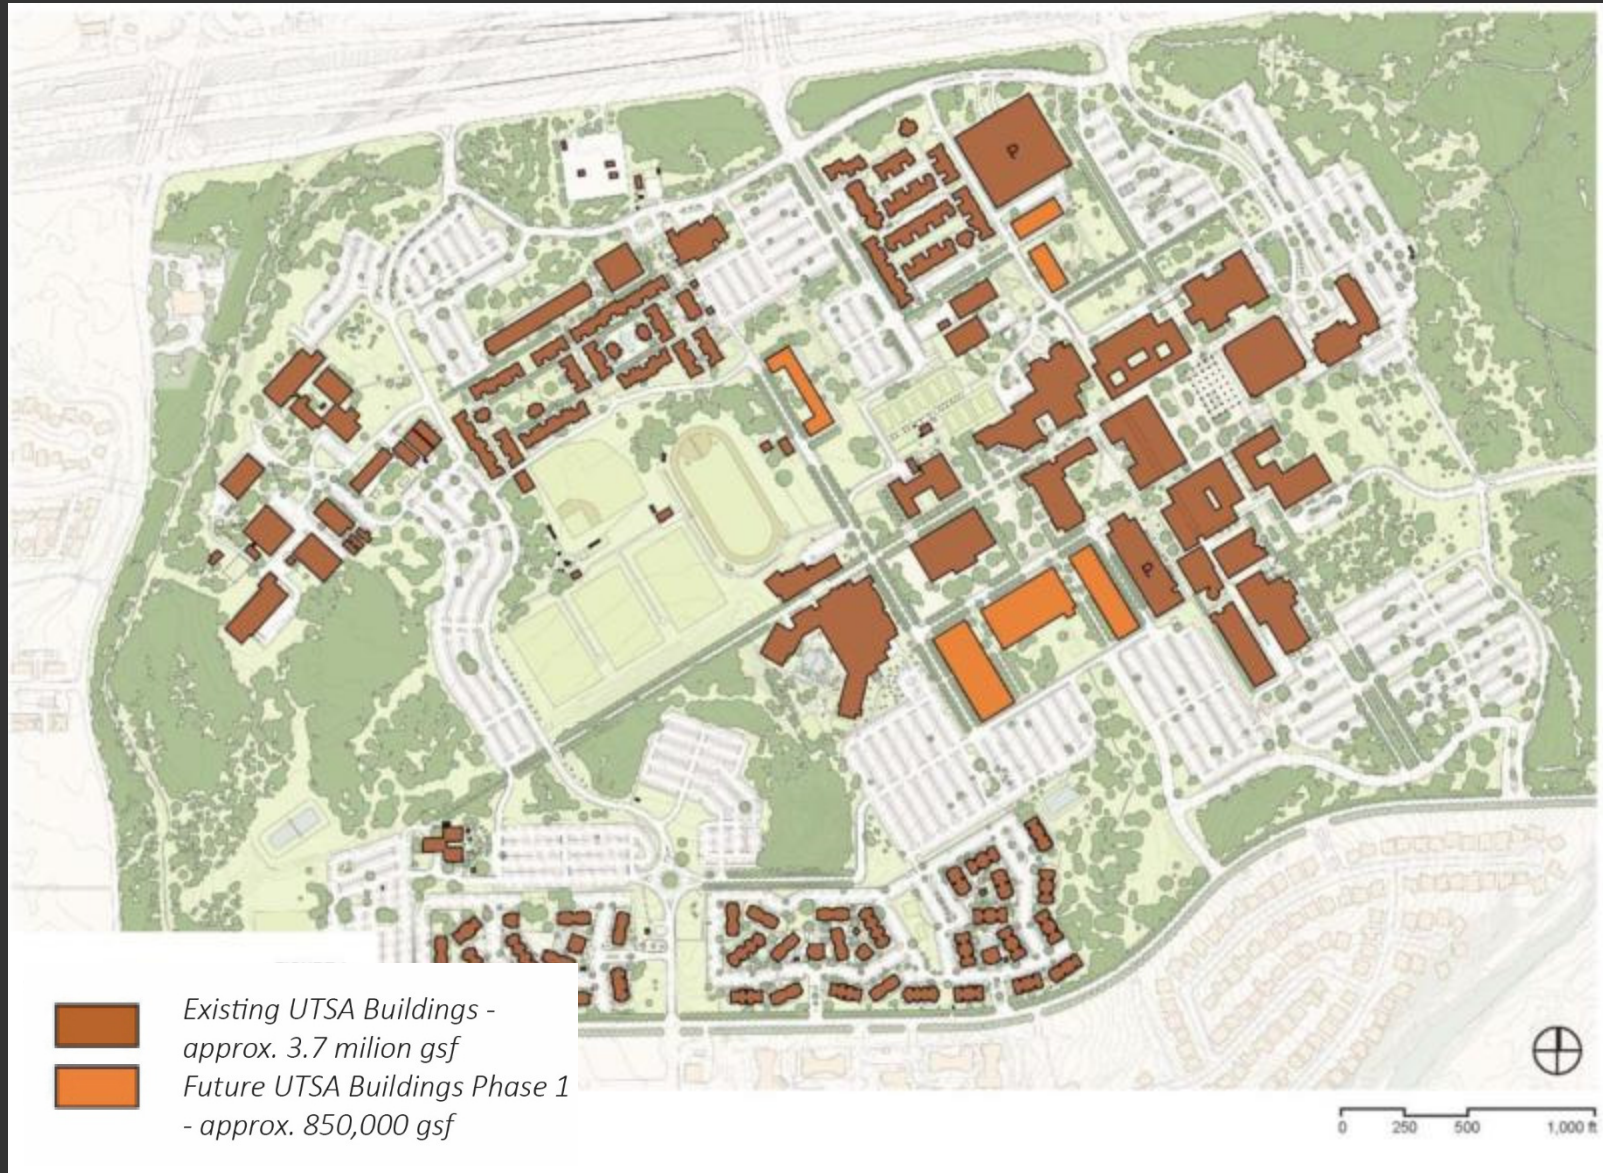 P
P
Existing UTSA Buildings -
approx. 3.7 milion gsf
Future UTSA Buildings Phase 1
- approx. 850,000 gsf
0 250 500 1,000 ft